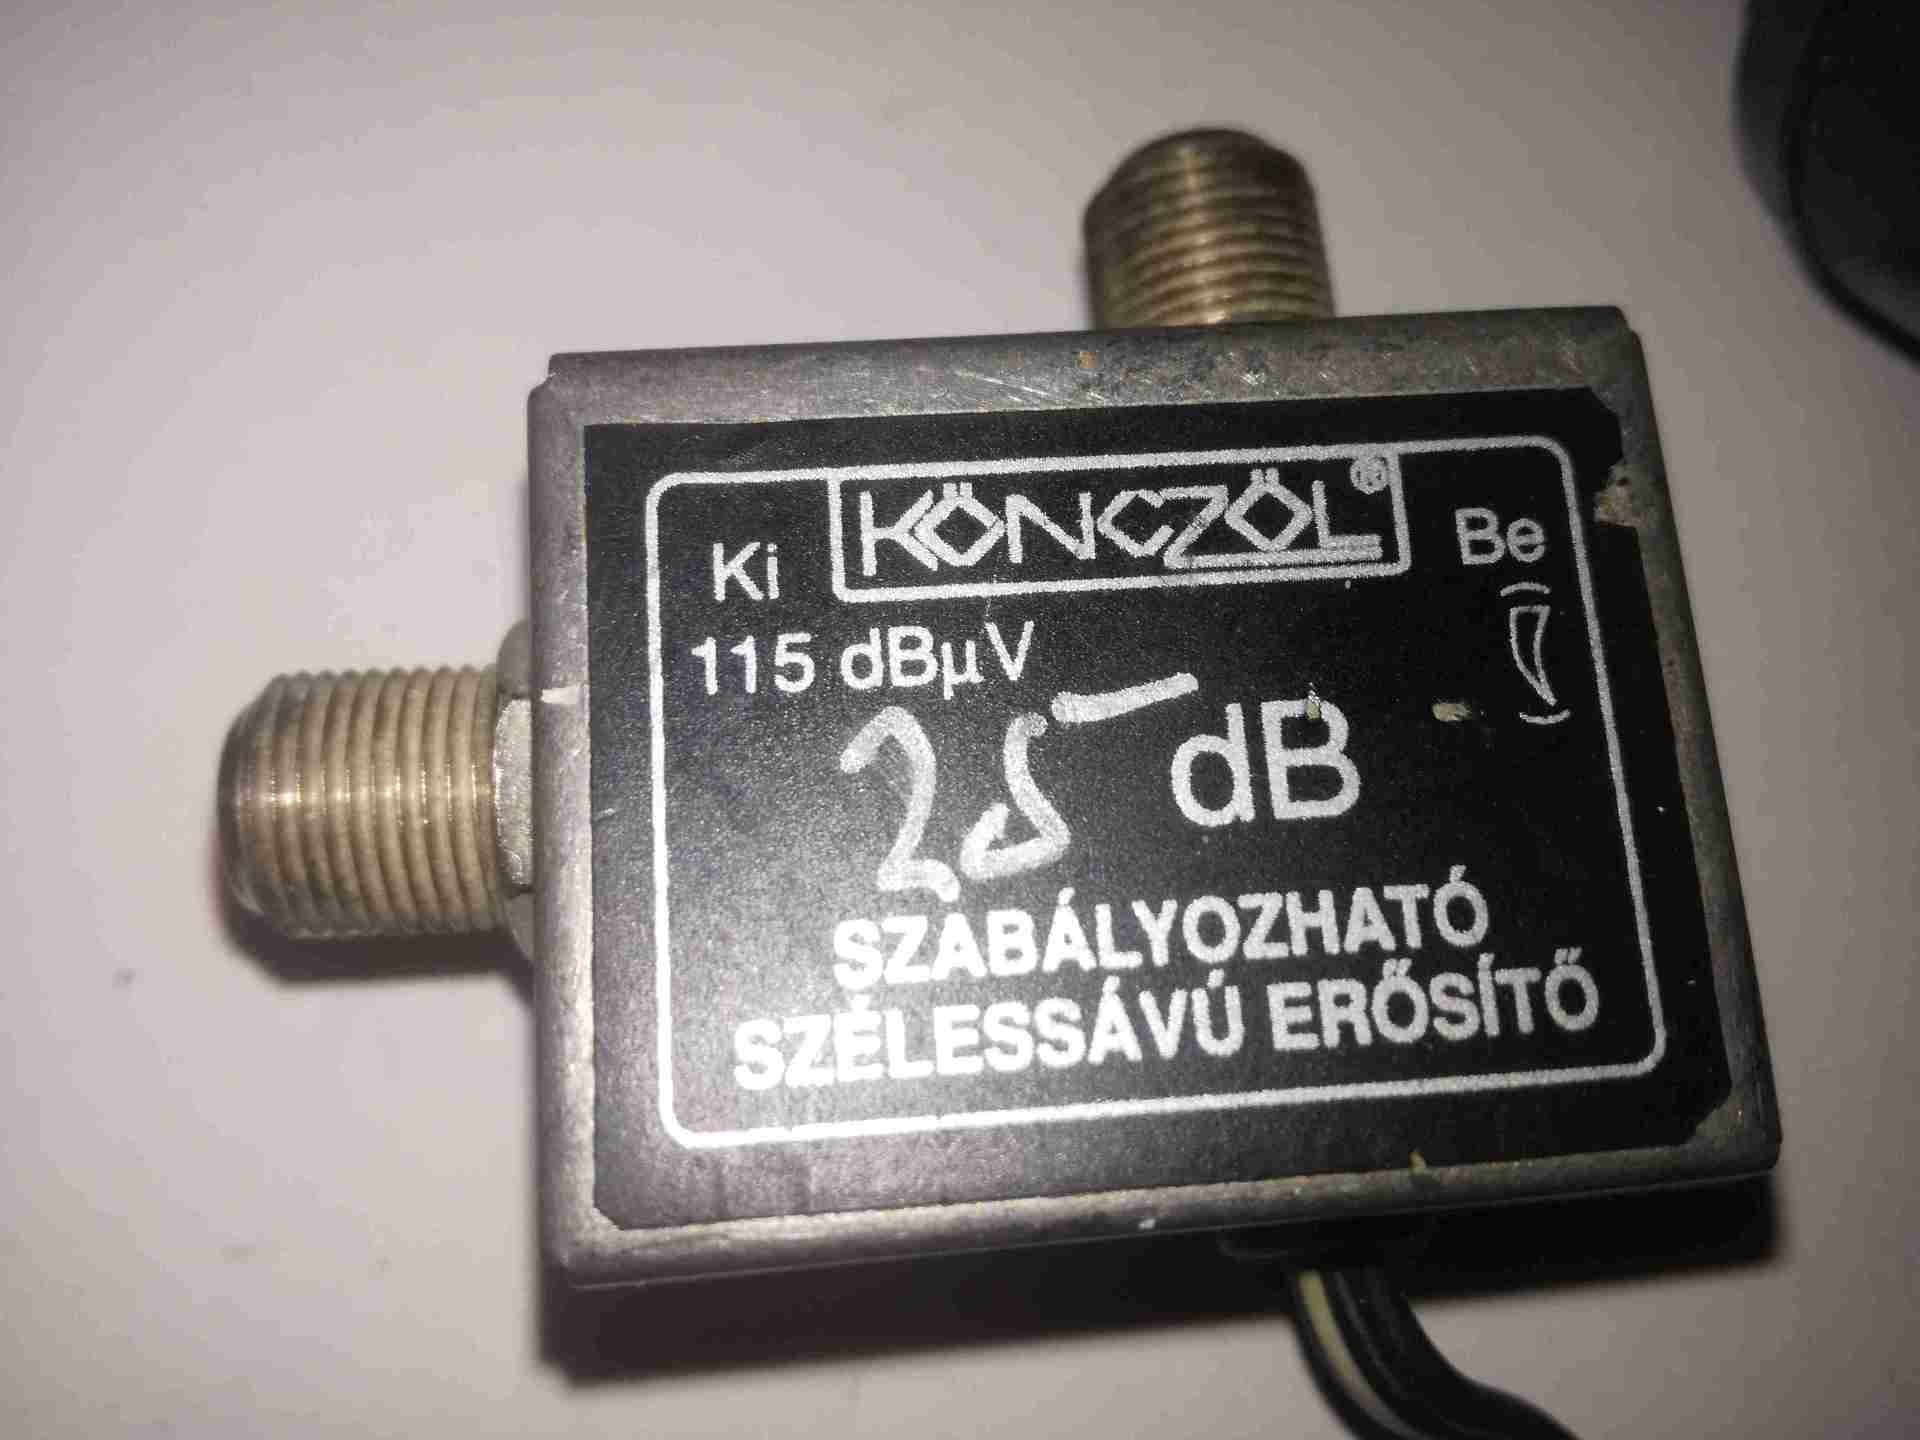 KÖNCZÖL®
Ki
Be
115 dBµV
25 dB
SZABÁLYOZHATÓ
SZÉLESSÁVÚ ERŐSÍTŐ